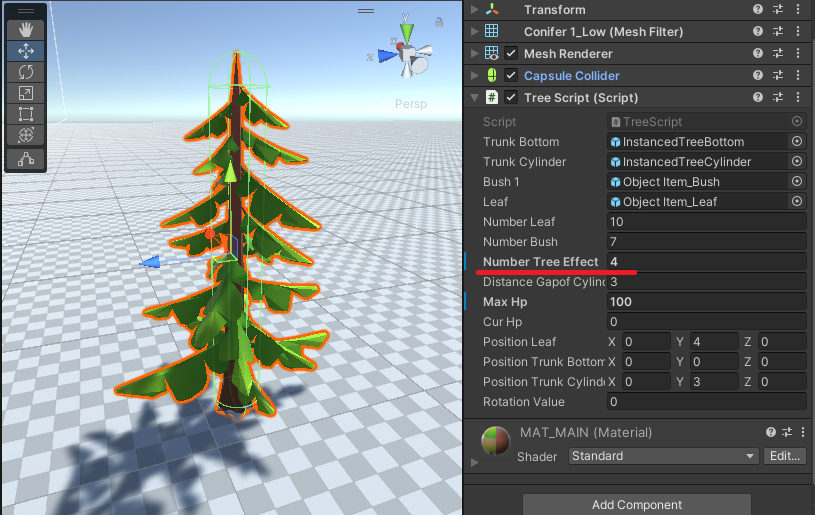 y
x
z
Persp
Transform
Conifer 1_Low (Mesh Filter)
Mesh Renderer
Capsule Collider
# Tree Script (Script)
Script TreeScript
Trunk Bottom InstancedTreeBottom
Trunk Cylinder InstancedTreeCylinder
Bush 1 Object Item_Bush
Leaf Object Item_Leaf
Number Leaf 10
Number Bush 7
Number Tree Effect 4
Distance Gapof Cylind 3
Max Hp 100
Cur Hp 0
Position Leaf X 0 Y 4 Z 0
Position Trunk Bottom X 0 Y 0 Z 0
Position Trunk Cylinde X 0 Y 3 Z 0
Rotation Value 0
MAT_MAIN (Material)
Shader Standard Edit...
Add Component